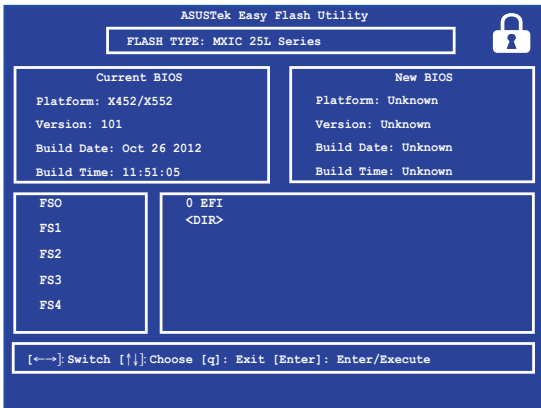 ASUSTek Easy Flash Utility
FLASH TYPE: MXIC 25L Series
Current BIOS
Platform: X452/X552
Version: 101
Build Date: Oct 26 2012
Build Time: 11:51:05
New BIOS
Platform: Unknown
Version: Unknown
Build Date: Unknown
Build Time: Unknown
FSO
FS1
FS2
FS3
FS4
0 EFI
<DIR>
[←→]: Switch [↑↓]: Choose [q]: Exit [Enter]: Enter/Execute